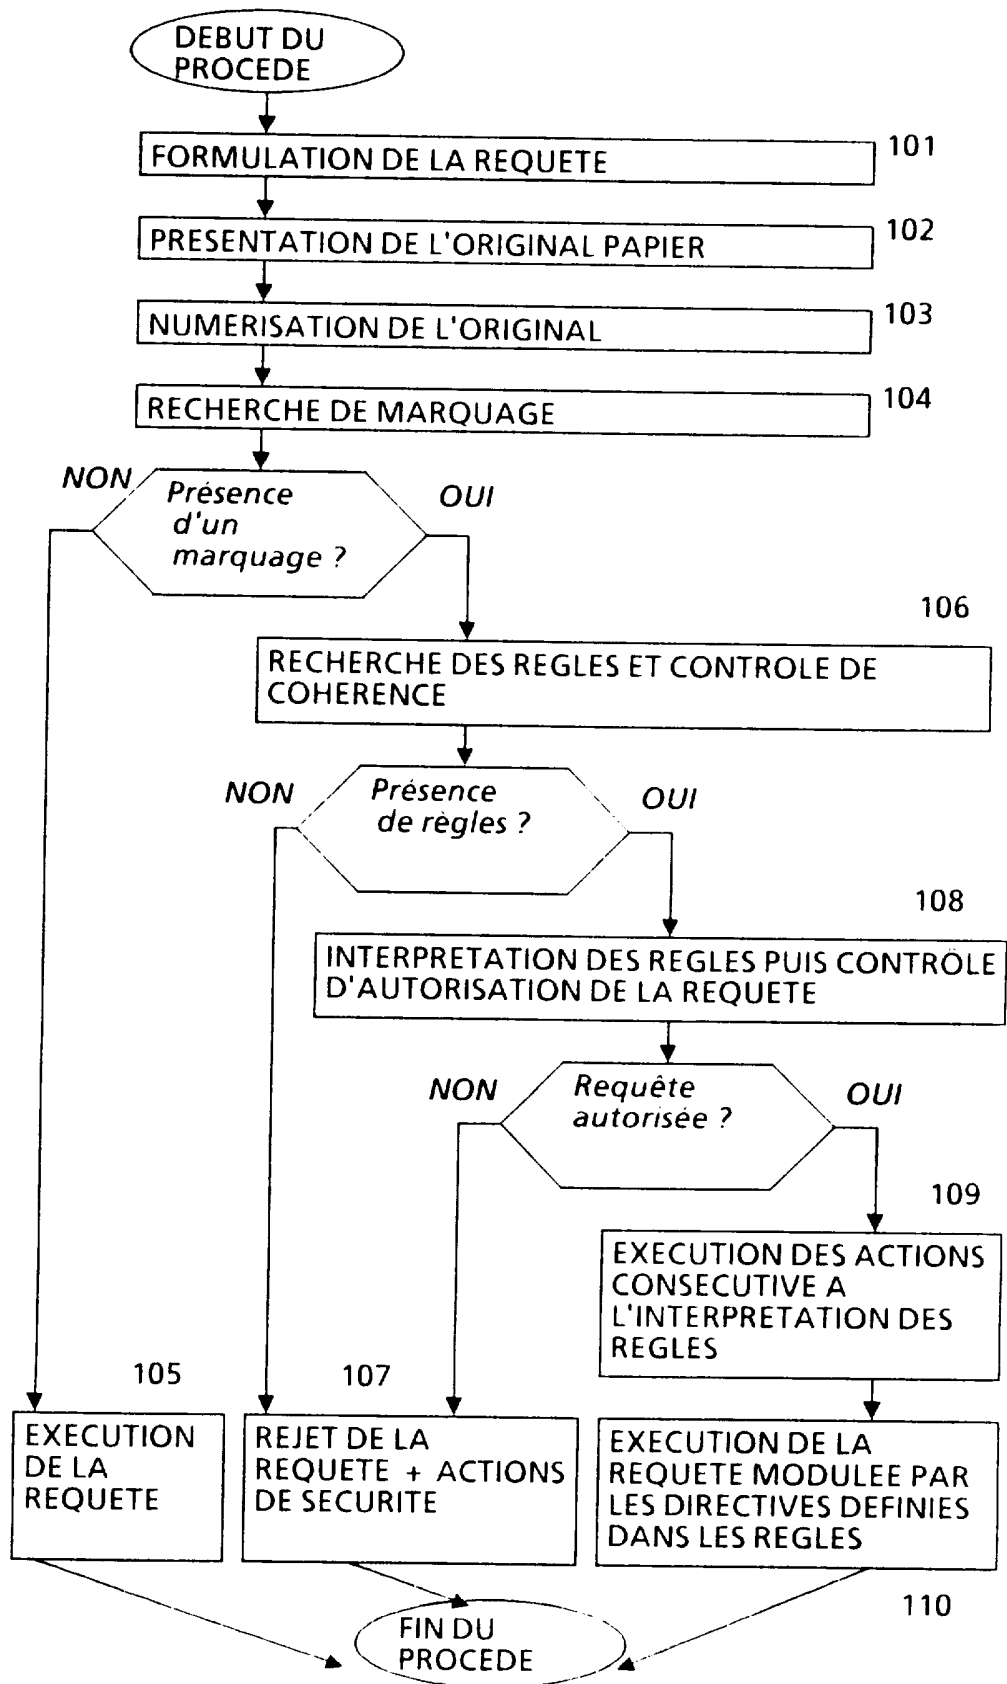 DEBUT DU
PROCEDE
101
FORMULATION DE LA REQUETE
102
PRESENTATION DE L'ORIGINAL PAPIER
103
NUMERISATION DE L'ORIGINAL
104
RECHERCHE DE MARQUAGE
NON
Présence
d'un
marquage ?
OUI
106
RECHERCHE DES REGLES ET CONTROLE DE
COHERENCE
NON
Présence
de règles ?
OUI
108
INTERPRETATION DES REGLES PUIS CONTRÔLE
D'AUTORISATION DE LA REQUETE
NON
Requête
autorisée ?
OUI
109
EXECUTION DES ACTIONS
CONSECUTIVE A
L'INTERPRETATION DES
REGLES
105
EXECUTION
DE LA
REQUETE
107
REJET DE LA
REQUETE + ACTIONS
DE SECURITE
EXECUTION DE LA
REQUETE MODULEE PAR
LES DIRECTIVES DEFINIES
DANS LES REGLES
110
FIN DU
PROCEDE